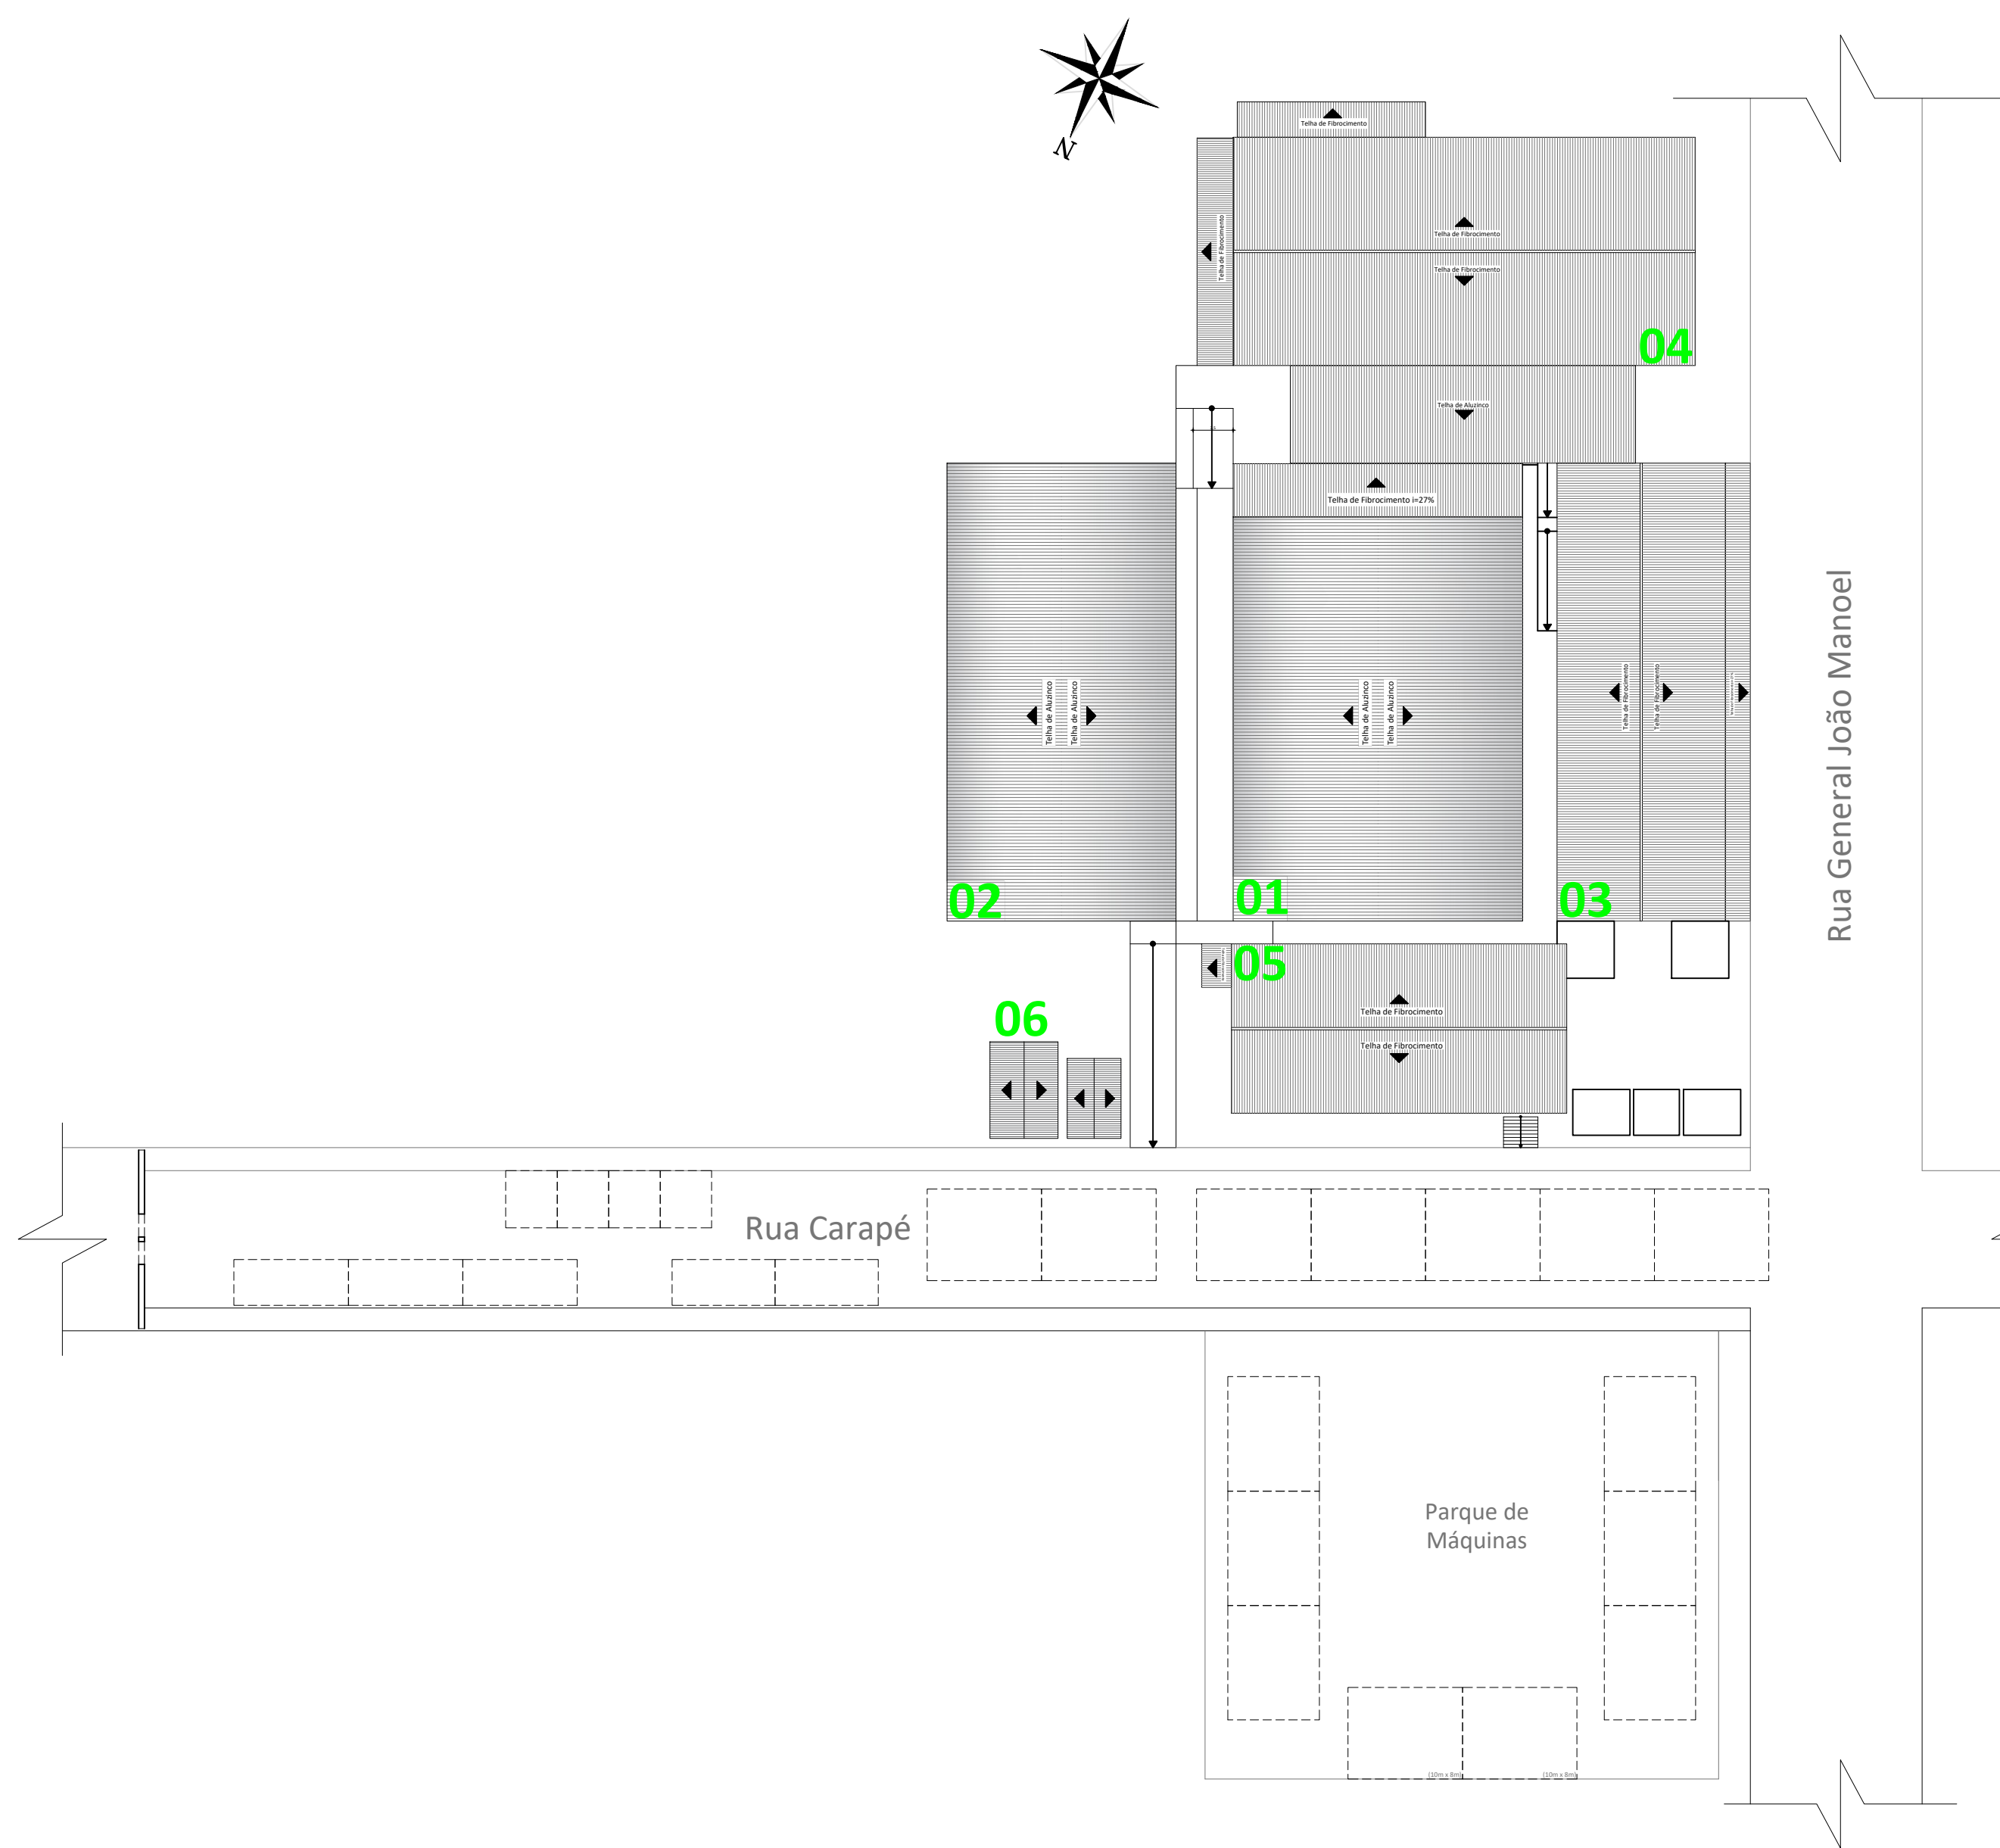 N
Telha de Fibrocimento
Telha de Fibrocimento
Telha de Fibrocimento
Telha de Fibrocimento
04
Telha de Aluzinco
Telha de Fibrocimento i=27%
Telha de Aluzinco
Telha de Aluzinco
Telha de Aluzinco
Telha de Aluzinco
Telha de Fibrocimento
Telha de Fibrocimento
Rua General João Manoel
02
01
03
05
Telha de Fibrocimento
Telha de Fibrocimento
06
Rua Carapé
Parque de
Máquinas
(10m x 8m)
(10m x 8m)